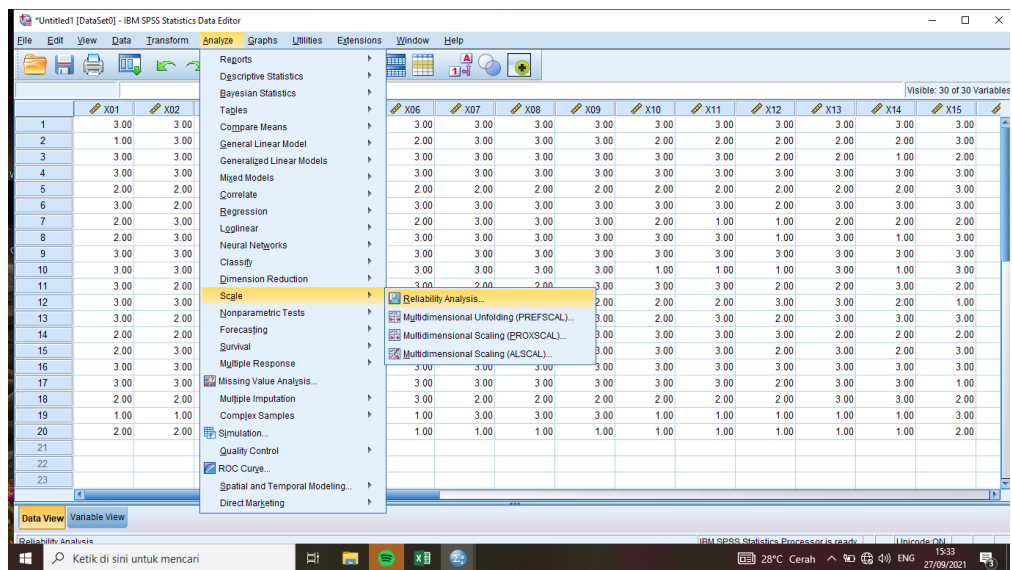 *Untitled1 [DataSet0] - IBM SPSS Statistics Data Editor
File Edit View Data Transform Analyze Graphs Utilities Extensions Window Help
Visible: 30 of 30 Variables
X01 X02 X06 X07 X08 X09 X10 X11 X12 X13 X14 X15
1 3.00 3.00 3.00 3.00 3.00 3.00 3.00 3.00 3.00 3.00 3.00 3.00
2 1.00 3.00 2.00 3.00 3.00 3.00 2.00 2.00 2.00 2.00 2.00 3.00
3 3.00 3.00 3.00 3.00 3.00 3.00 3.00 3.00 2.00 2.00 1.00 2.00
4 3.00 3.00 3.00 3.00 3.00 3.00 3.00 3.00 3.00 3.00 3.00 3.00
5 2.00 2.00 2.00 2.00 2.00 2.00 2.00 2.00 2.00 2.00 2.00 3.00
6 3.00 2.00 3.00 3.00 3.00 3.00 3.00 3.00 2.00 3.00 2.00 3.00
7 2.00 3.00 2.00 3.00 3.00 3.00 2.00 1.00 1.00 2.00 2.00 2.00
8 2.00 3.00 3.00 3.00 3.00 3.00 3.00 3.00 1.00 3.00 1.00 3.00
9 3.00 3.00 3.00 3.00 3.00 3.00 3.00 3.00 3.00 3.00 3.00 3.00
10 3.00 3.00 3.00 3.00 3.00 3.00 1.00 1.00 1.00 3.00 1.00 3.00
11 3.00 2.00 3.00 2.00 2.00 3.00 3.00 2.00 2.00 3.00 3.00 3.00
12 3.00 3.00 2.00 3.00 3.00 2.00 3.00 2.00 1.00
13 3.00 2.00 2.00 3.00 3.00 2.00 3.00 3.00 3.00
14 2.00 2.00 3.00 3.00 3.00 2.00 2.00 2.00 3.00
15 2.00 2.00 3.00 3.00 3.00 2.00 3.00 3.00 3.00
16 3.00 3.00 3.00 3.00 3.00 3.00 3.00 3.00 3.00 3.00 3.00 3.00
17 3.00 3.00 3.00 3.00 3.00 3.00 3.00 3.00 2.00 3.00 3.00 1.00
18 2.00 2.00 3.00 2.00 2.00 2.00 2.00 2.00 2.00 3.00 3.00 2.00
19 1.00 1.00 1.00 3.00 3.00 3.00 1.00 1.00 1.00 1.00 1.00 3.00
20 2.00 2.00 1.00 1.00 1.00 1.00 1.00 1.00 1.00 1.00 1.00 2.00
21
22
23
Reports
Descriptive Statistics
Bayesian Statistics
Tables
Compare Means
General Linear Model
Generalized Linear Models
Mixed Models
Correlate
Regression
Loglinear
Neural Networks
Classify
Dimension Reduction
Scale
Nonparametric Tests
Forecasting
Survival
Multiple Response
Missing Value Analysis...
Multiple Imputation
Complex Samples
Simulation...
Quality Control
ROC Curve...
Spatial and Temporal Modeling...
Direct Marketing
Reliability Analysis...
Multidimensional Unfolding (PREFSCAL)...
Multidimensional Scaling (PROXSCAL)...
Multidimensional Scaling (ALSCAL)...
Data View Variable View
Reliability Analysis IBM SPSS Statistics Processor is ready Unicode:ON
Ketik di sini untuk mencari
28°C Cerah ENG
15:33
27/09/2021